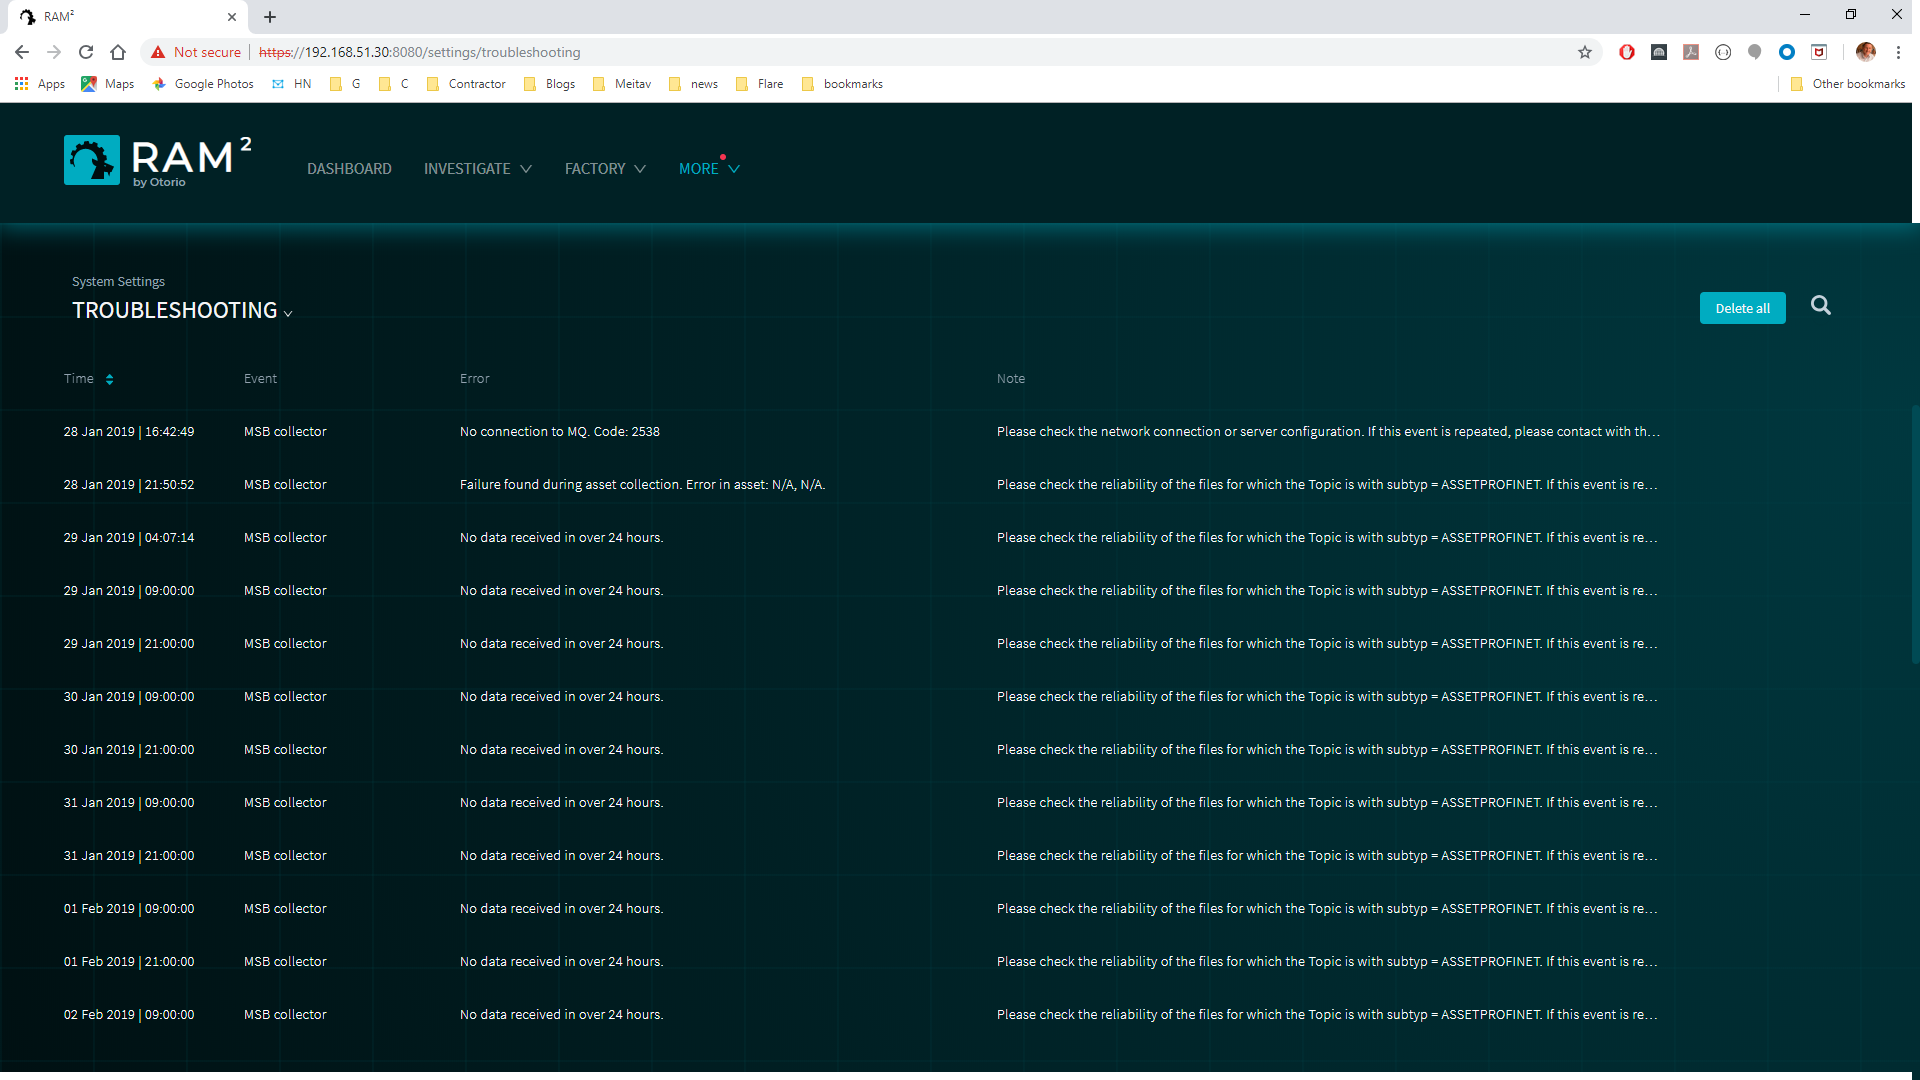 RAM²
Not secure | https://192.168.51.30:8080/settings/troubleshooting
Apps Maps Google Photos HN G C Contractor Blogs Meitav news Flare bookmarks Other bookmarks
RAM 2
by Otorio
DASHBOARD INVESTIGATE FACTORY MORE
System Settings
TROUBLESHOOTING
Delete all
Time Event Error Note
28 Jan 2019 | 16:42:49 MSB collector No connection to MQ. Code: 2538 Please check the network connection or server configuration. If this event is repeated, please contact with th...
28 Jan 2019 | 21:50:52 MSB collector Failure found during asset collection. Error in asset: N/A, N/A. Please check the reliability of the files for which the Topic is with subtyp = ASSETPROFINET. If this event is re...
29 Jan 2019 | 04:07:14 MSB collector No data received in over 24 hours. Please check the reliability of the files for which the Topic is with subtyp = ASSETPROFINET. If this event is re...
29 Jan 2019 | 09:00:00 MSB collector No data received in over 24 hours. Please check the reliability of the files for which the Topic is with subtyp = ASSETPROFINET. If this event is re...
29 Jan 2019 | 21:00:00 MSB collector No data received in over 24 hours. Please check the reliability of the files for which the Topic is with subtyp = ASSETPROFINET. If this event is re...
30 Jan 2019 | 09:00:00 MSB collector No data received in over 24 hours. Please check the reliability of the files for which the Topic is with subtyp = ASSETPROFINET. If this event is re...
30 Jan 2019 | 21:00:00 MSB collector No data received in over 24 hours. Please check the reliability of the files for which the Topic is with subtyp = ASSETPROFINET. If this event is re...
31 Jan 2019 | 09:00:00 MSB collector No data received in over 24 hours. Please check the reliability of the files for which the Topic is with subtyp = ASSETPROFINET. If this event is re...
31 Jan 2019 | 21:00:00 MSB collector No data received in over 24 hours. Please check the reliability of the files for which the Topic is with subtyp = ASSETPROFINET. If this event is re...
01 Feb 2019 | 09:00:00 MSB collector No data received in over 24 hours. Please check the reliability of the files for which the Topic is with subtyp = ASSETPROFINET. If this event is re...
01 Feb 2019 | 21:00:00 MSB collector No data received in over 24 hours. Please check the reliability of the files for which the Topic is with subtyp = ASSETPROFINET. If this event is re...
02 Feb 2019 | 09:00:00 MSB collector No data received in over 24 hours. Please check the reliability of the files for which the Topic is with subtyp = ASSETPROFINET. If this event is re...